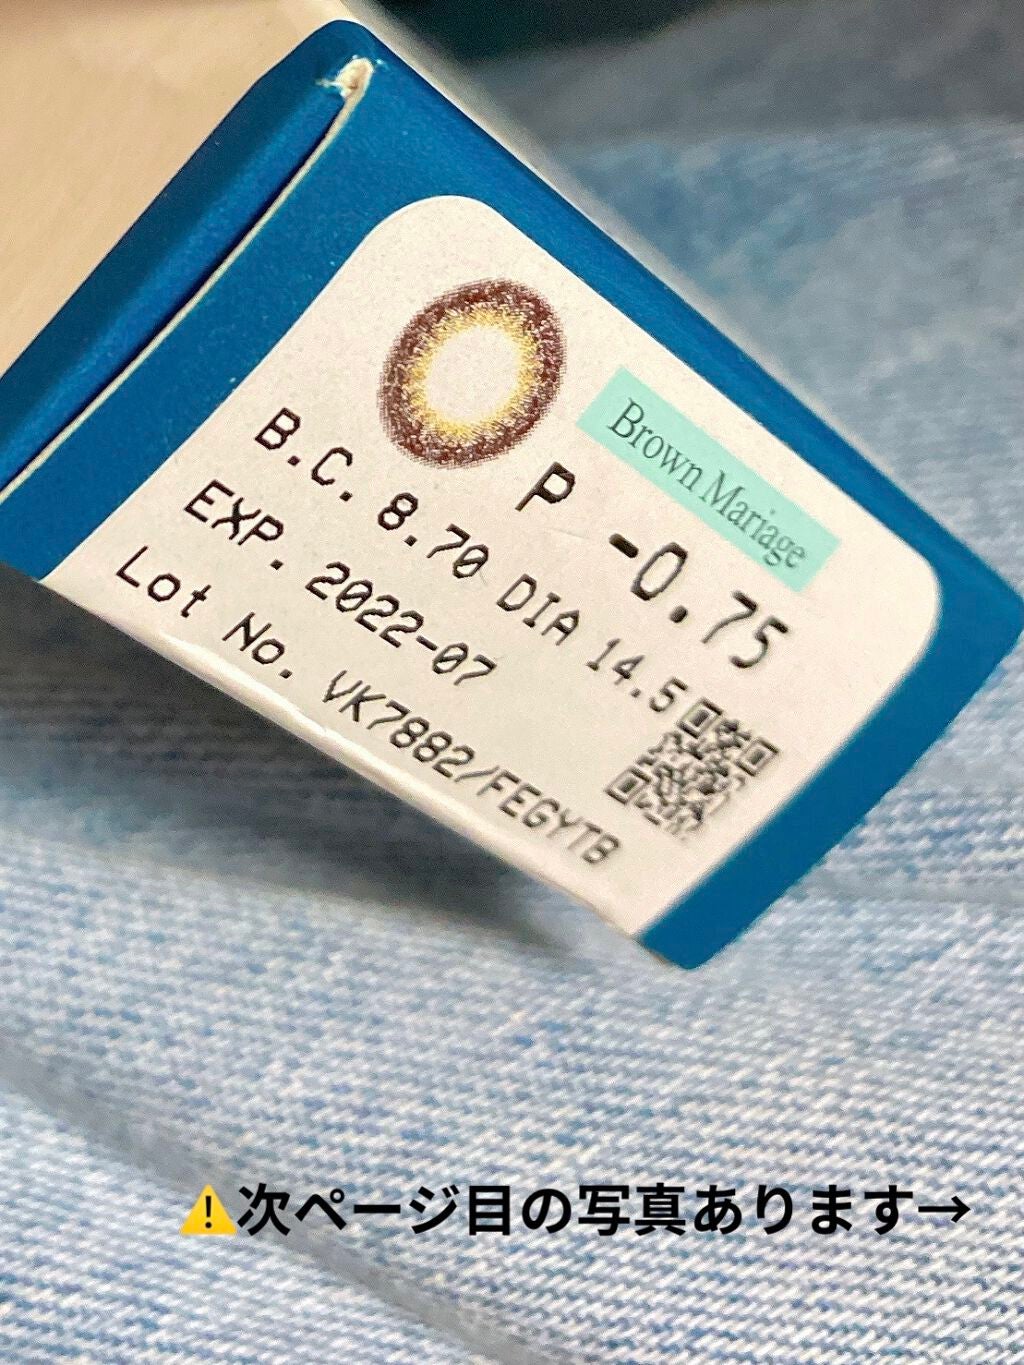 Brown Mariage
P -0.75
B.C. 8.70 DIA 14.5
EXP. 2022-07
Lot No. VK7882/FEGYTB
⚠️次ページ目の写真あります→